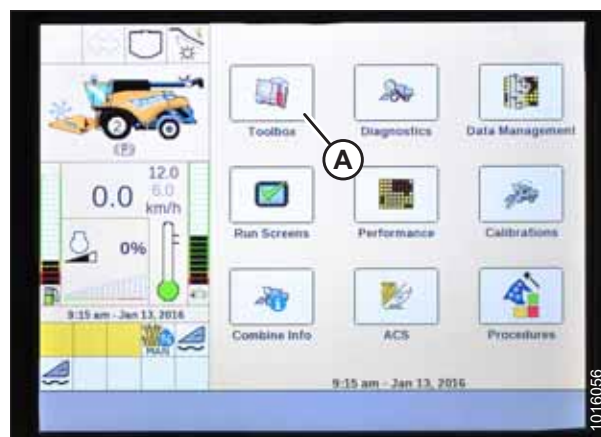 Toolbox
Diagnostics
Data Management
A
Run Screens
Performance
Calibrations
Combine Info
ACS
Procedures
9:15 am - Jan 13, 2016
2
(P)
12.0
6.0
0.0
km/h
0%
9:15 am - Jan 13, 2016
%
MAN
1016056